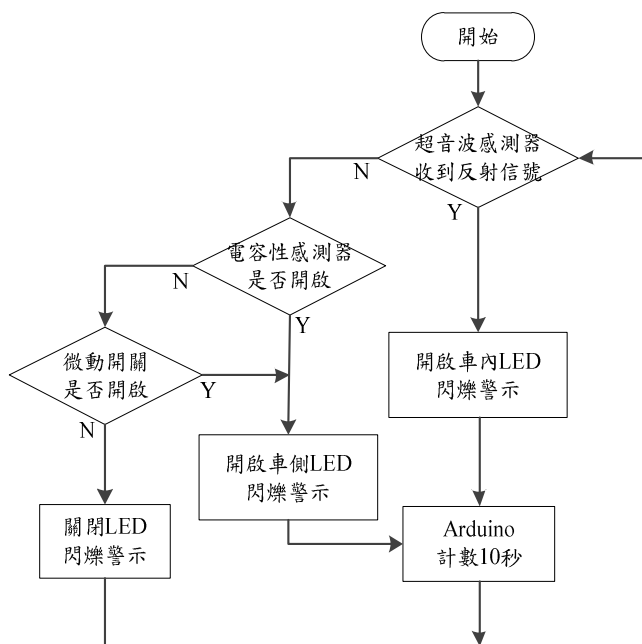 開始
超音波感測器
收到反射信號
N
Y
電容性感測器
是否開啟
N
Y
微動開關
是否開啟
Y
N
開啟車內LED
閃爍警示
開啟車側LED
閃爍警示
關閉LED
閃爍警示
Arduino
計數10秒